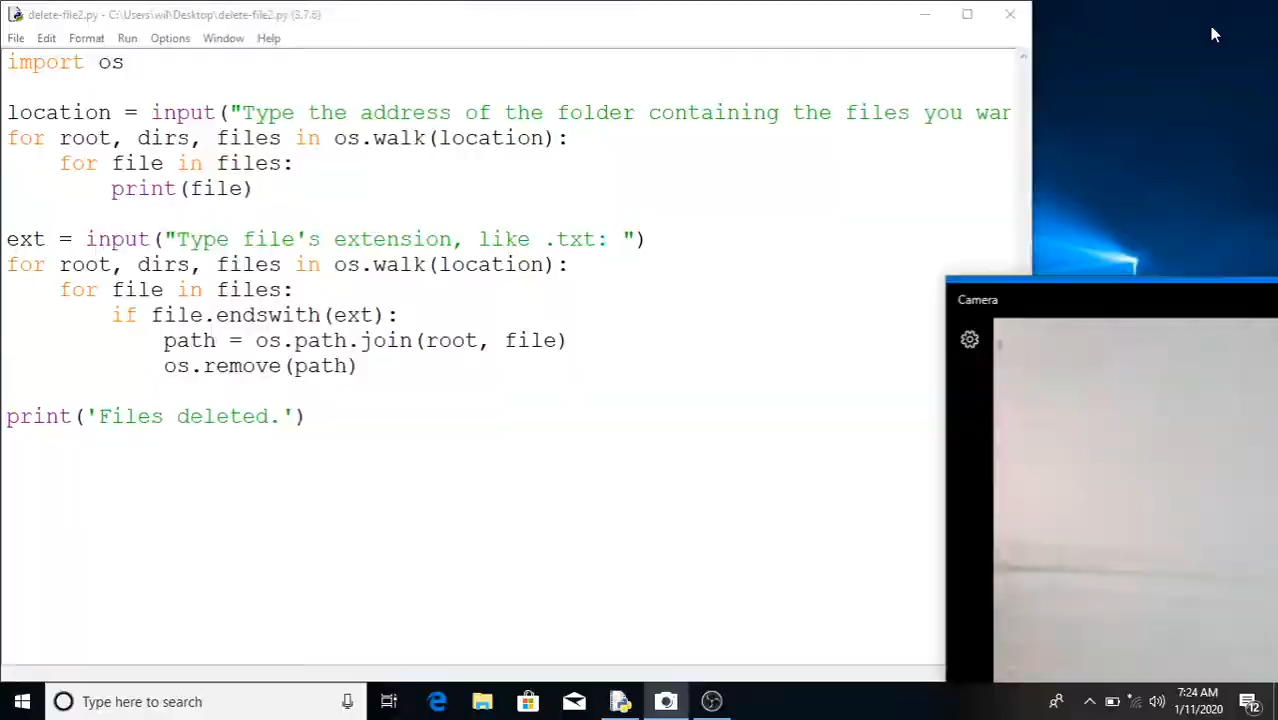 delete-file2.py - C:\Users\wil\Desktop\delete-file2.py (3.7.6)
File Edit Format Run Options Window Help
import os
location = input("Type the address of the folder containing the files you war
for root, dirs, files in os.walk(location):
for file in files:
print(file)
ext = input("Type file's extension, like .txt: ")
for root, dirs, files in os.walk(location):
for file in files:
if file.endswith(ext):
path = os.path.join(root, file)
os.remove(path)
print('Files deleted.')
Camera
Type here to search
7:24 AM
1/11/2020
12